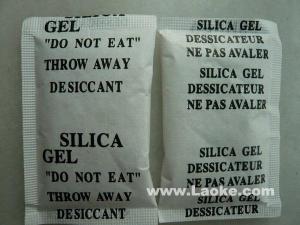 SILICA
GEL
"DO NOT EAT"
THROW AWAY
DESICCANT
SILICA
GEL
"DO NOT EAT"
THROW AWAY
DESICCANT
SILICA GEL
DESSICATEUR
NE PAS AVALER
SILICA GEL
DESSICATEUR
NE PAS AVALER
SILICA GEL
DESSICATEUR
NE PAS AVALER
SILICA GEL
DESSICATEUR
www.Laoke.com